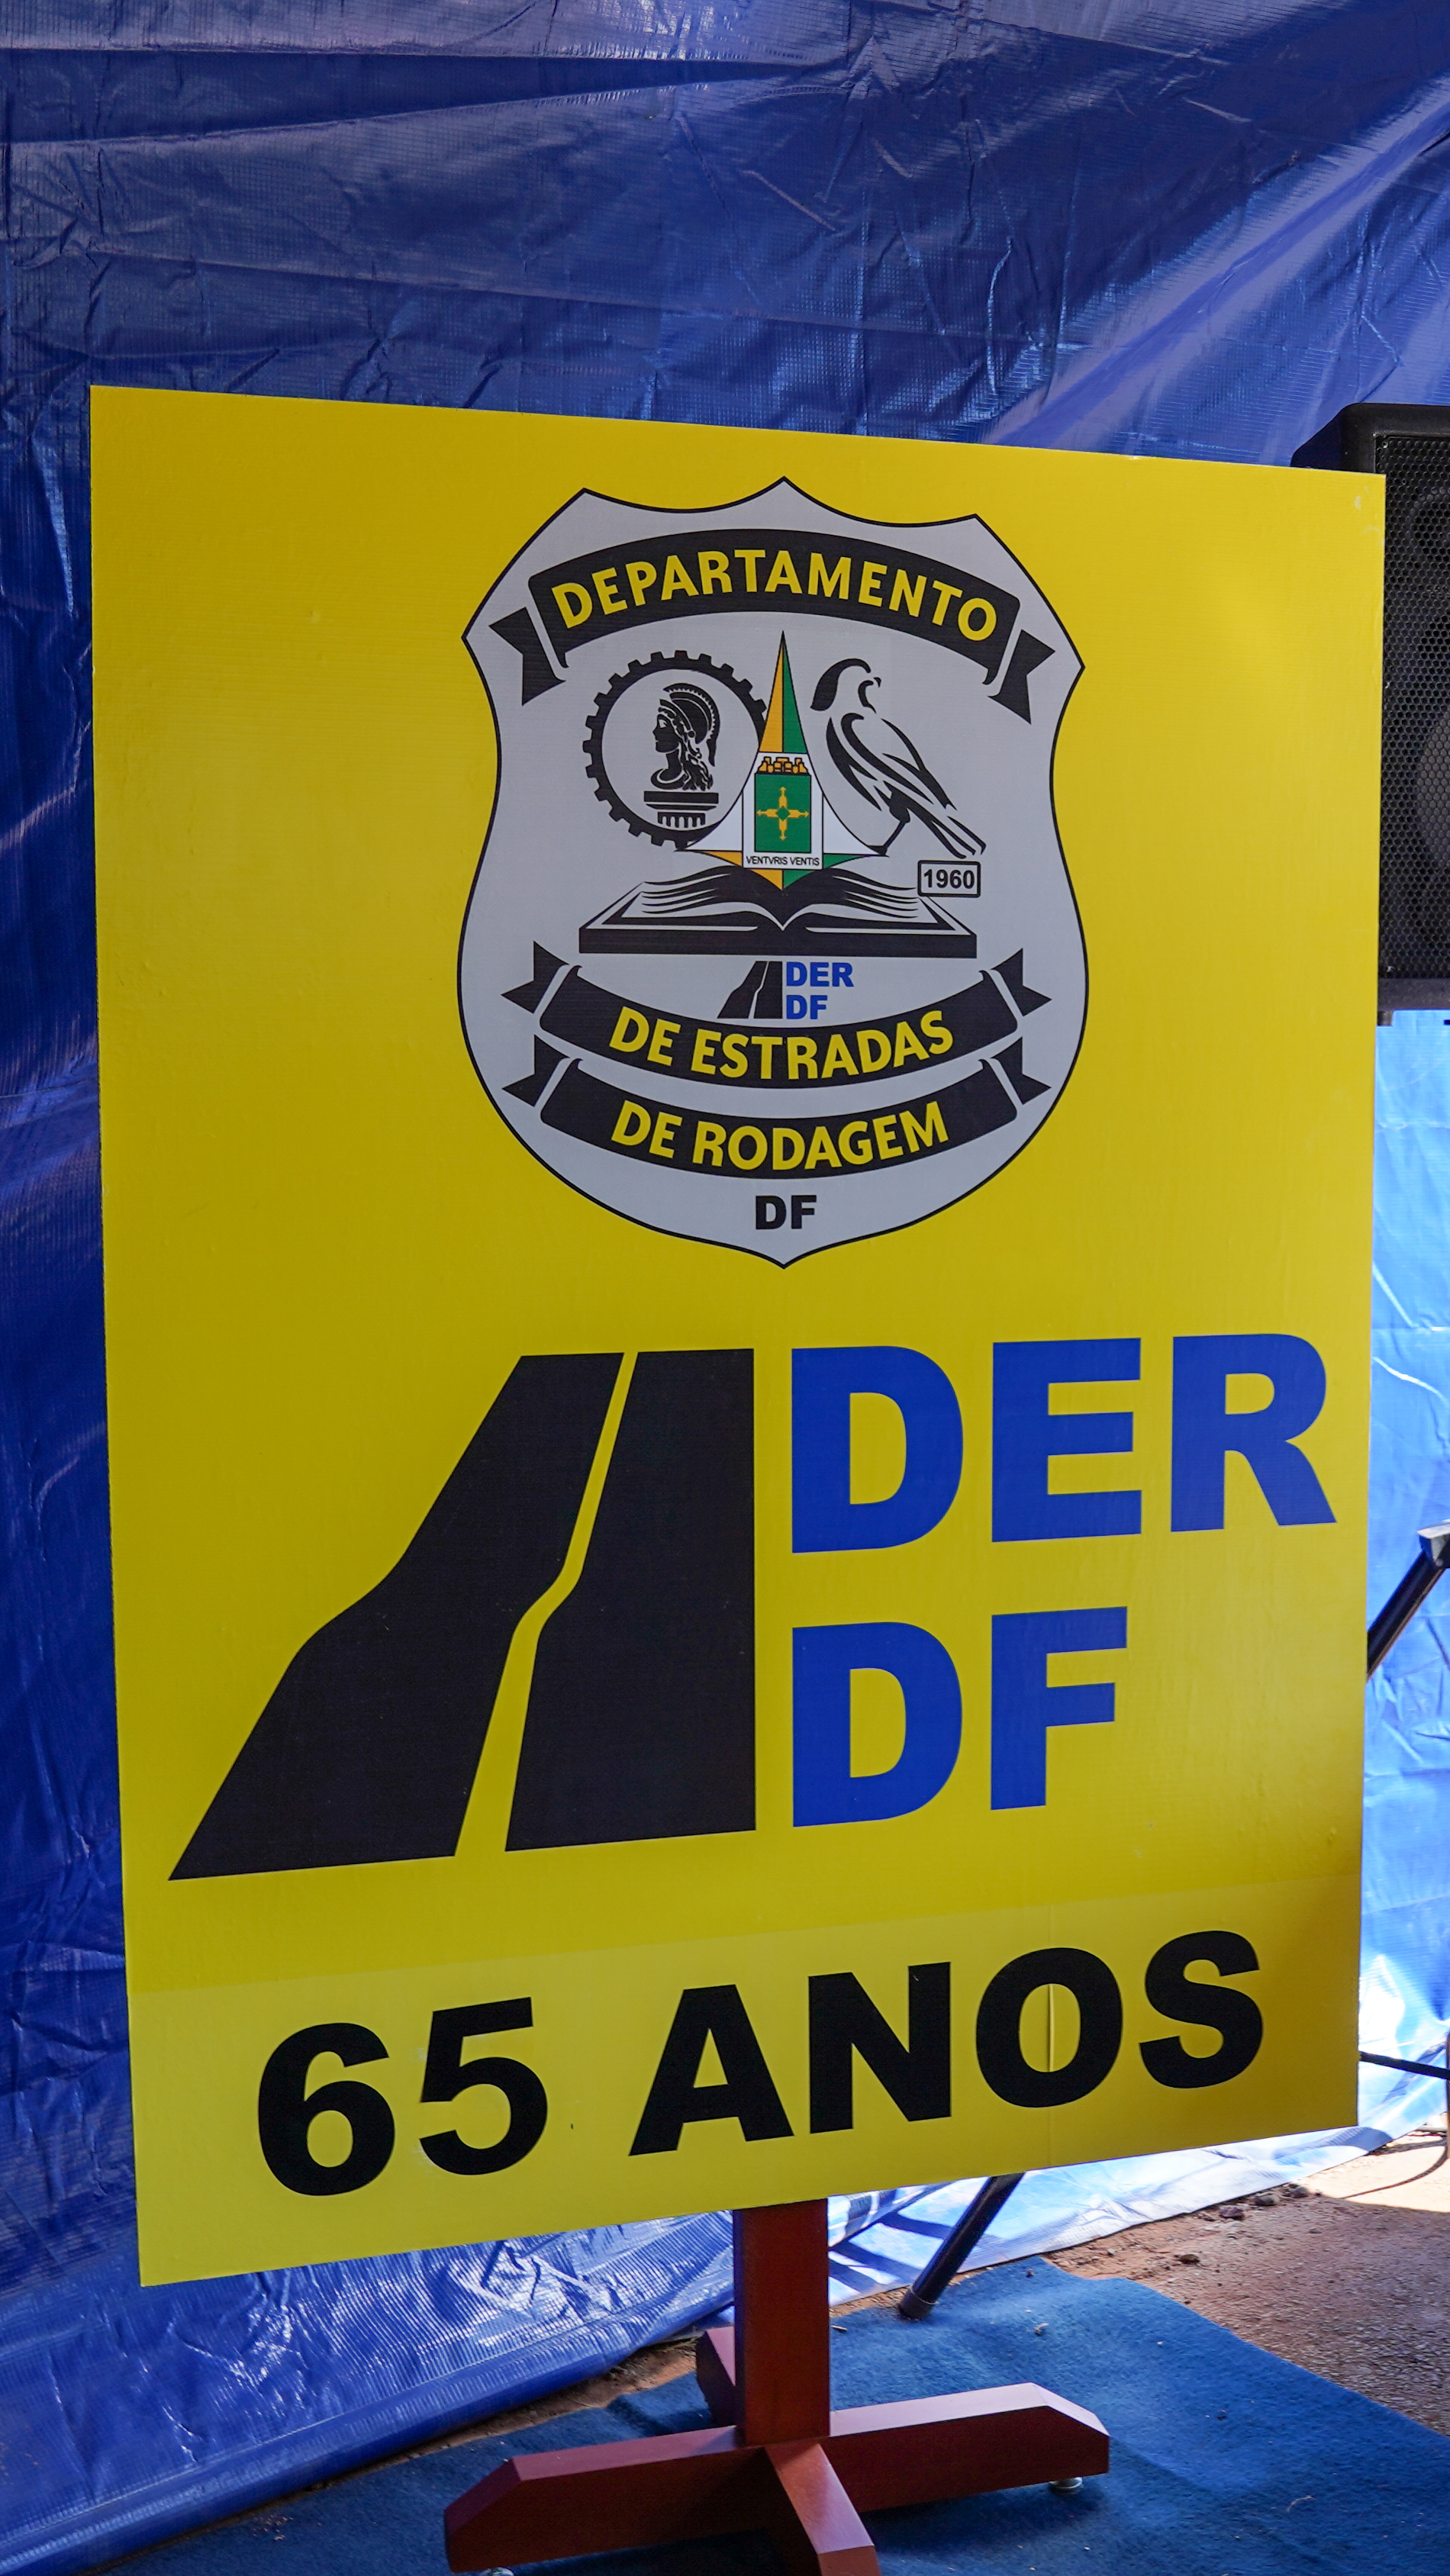 DEPARTAMENTO
VENTVRIS VENTIS
1960
DER
DF
DE ESTRADAS
DE RODAGEM
DF
DER
DF
65 ANOS